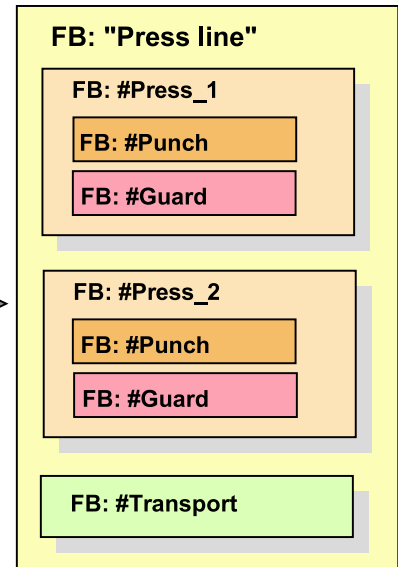 FB: "Press line"
FB: #Press_1
FB: #Punch
FB: #Guard
FB: #Press_2
FB: #Punch
FB: #Guard
FB: #Transport